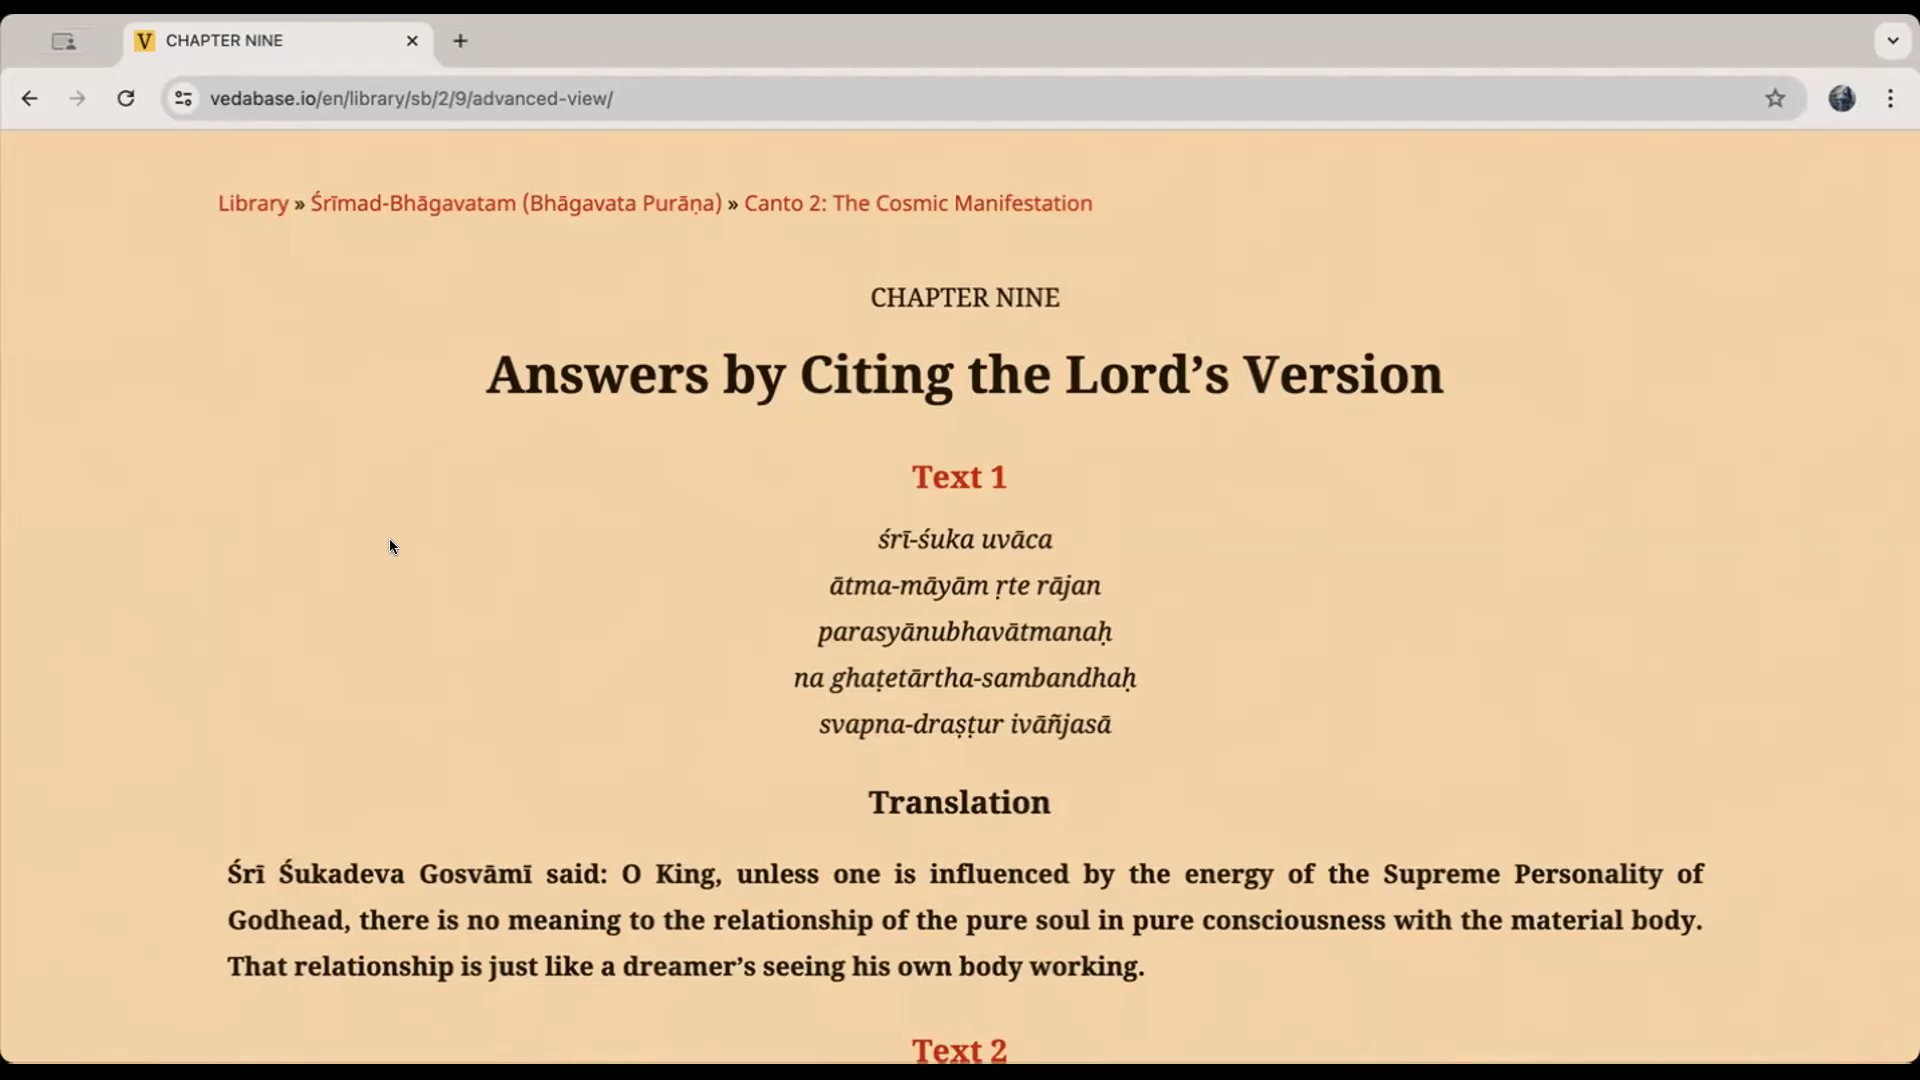 CHAPTER NINE
vedabase.io/en/library/sb/2/9/advanced-view/
Library » Śrīmad-Bhāgavatam (Bhāgavata Purāṇa) » Canto 2: The Cosmic Manifestation
CHAPTER NINE
Answers by Citing the Lord’s Version
Text 1
śrī-śuka uvāca
ātma-māyām ṛte rājan
parasyānubhavātmanaḥ
na ghaṭetārtha-sambandhaḥ
svapna-draṣṭur ivāñjasā
Translation
Śrī Śukadeva Gosvāmī said: O King, unless one is influenced by the energy of the Supreme Personality of
Godhead, there is no meaning to the relationship of the pure soul in pure consciousness with the material body.
That relationship is just like a dreamer’s seeing his own body working.
Text 2